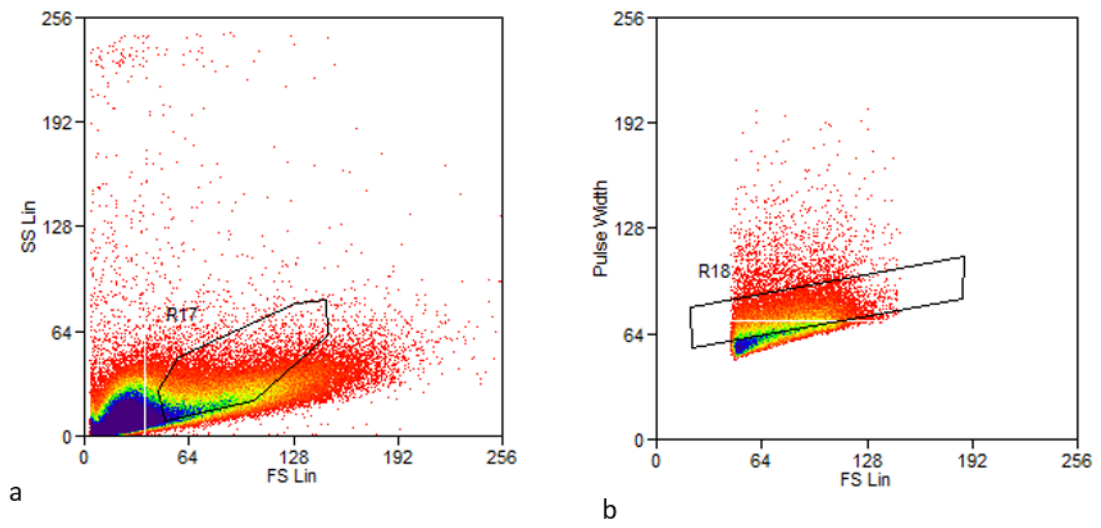 256
192
128
64
0
SS Lin
R17
0 64 128 192 256
FS Lin
a
256
192
128
64
0
Pulse Width
R18
0 64 128 192 256
FS Lin
b